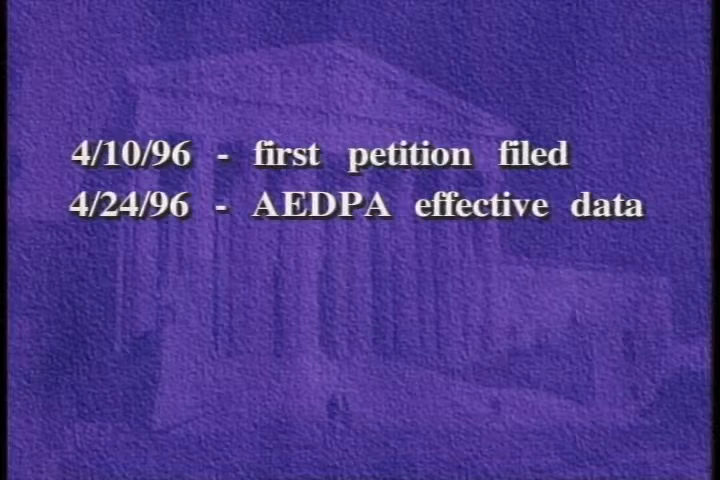 4/10/96 - first petition filed
4/24/96 - AEDPA effective data